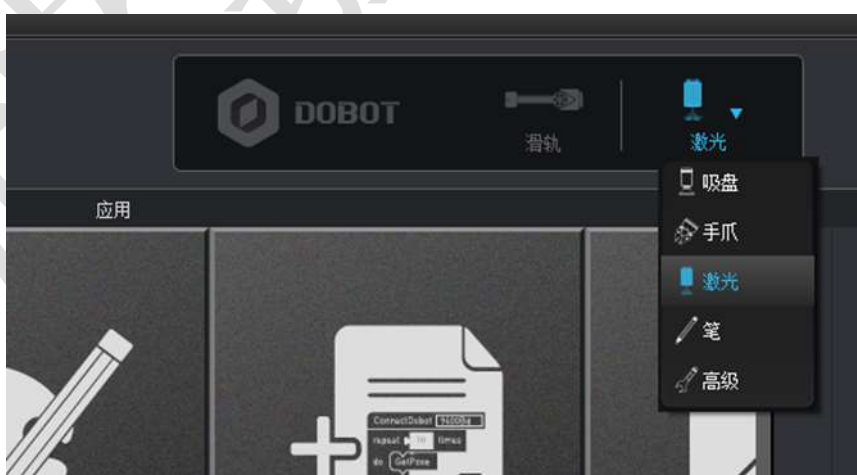 DOBOT
滑轨
激光
吸盘
应用
手爪
激光
笔
高级
ConnectDobot
repeat 10 times
do GetPose